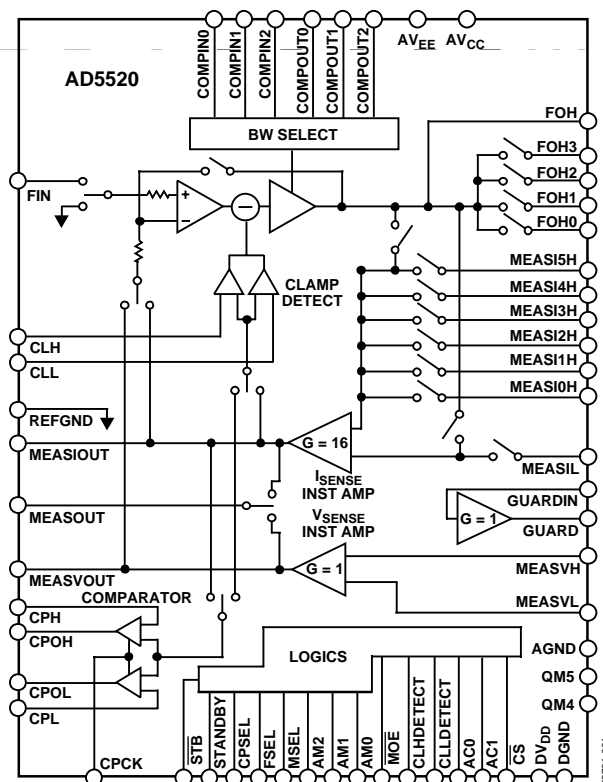 COMPIN0
COMPIN1
COMPIN2
COMPOUT0
COMPOUT1
COMPOUT2
AVEE
AVCC
AD5520
BW SELECT
FOH
FOH3
FOH2
FOH1
FOH0
FIN
+
–
–
MEASI5H
MEASI4H
MEASI3H
MEASI2H
MEASI1H
MEASI0H
CLAMP
DETECT
CLH
CLL
REFGND
MEASIOUT
G = 16
ISENSE
INST AMP
MEASIL
GUARDIN
G = 1
GUARD
MEASOUT
VSENSE
INST AMP
MEASVOUT
G = 1
MEASVH
MEASVL
COMPARATOR
CPH
CPOH
CPOL
CPL
LOGICS
AGND
QM5
QM4
CPCK
STB
STANDBY
CPSEL
FSEL
MSEL
AM2
AM1
AM0
MOE
CLHDETECT
CLLDETECT
AC0
AC1
CS
DVDD
DGND